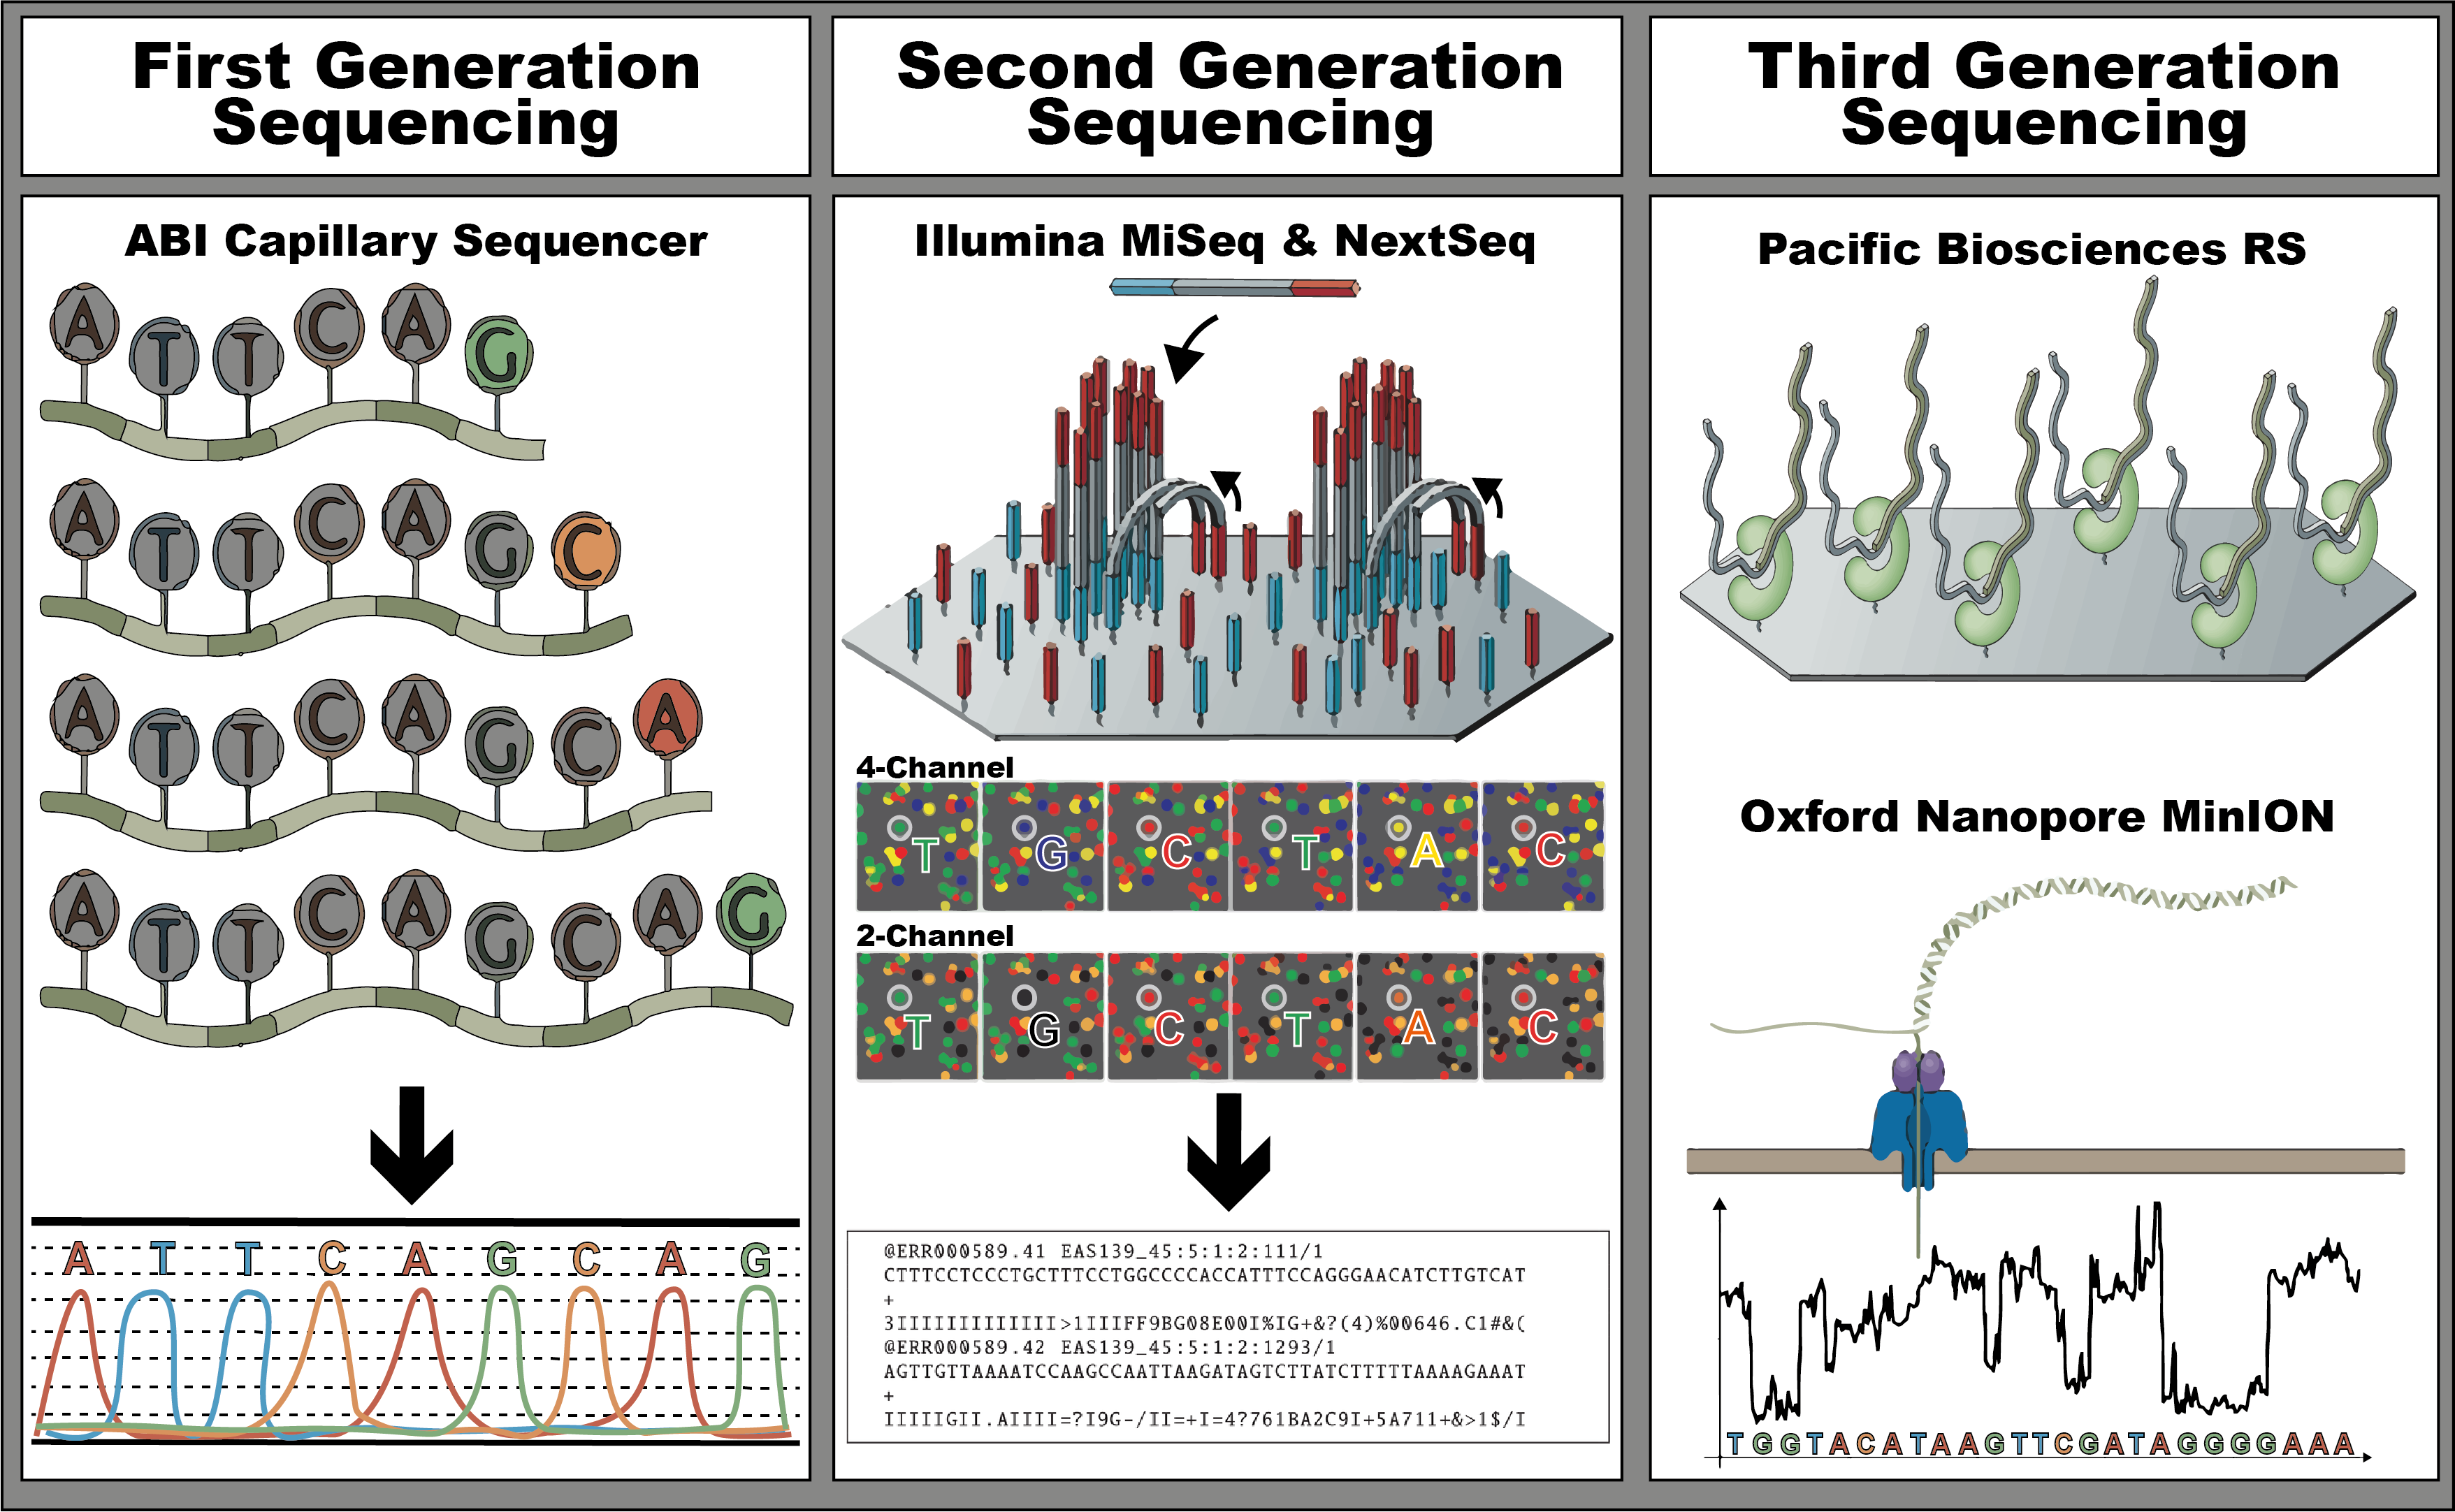 First Generation
Sequencing
Second Generation
Sequencing
Third Generation
Sequencing
ABI Capillary Sequencer
A T T C A G
A T T C A G C
A T T C A G C A
A T T C A G C A G
A T T C A G C A G
Illumina MiSeq & NextSeq
4-Channel
T G C T A C
2-Channel
T G C T A C
@ERR000589.41 EAS139_45:5:1:2:111/1
CTTTCCTCCCTGCTTTCCTGGCCCCACCATTTCCAGGGAACATCTTGTCAT
+
3IIIIIIIIIIIII>1IIIFF9BG08E00I%IG+&?(4)%00646.C1#&(
@ERR000589.42 EAS139_45:5:1:2:1293/1
AGTTGTTAAAATCCAAGCCAATTAAGATAGTCTTATCTTTTTAAAAGAAAT
+
IIIIIGII.AIIII=?I9G-/II=+I=4?761BA2C9I+5A711+&>1$/I
Pacific Biosciences RS
Oxford Nanopore MinION
TGGTACATAAGTTCGATAGGGGAAA